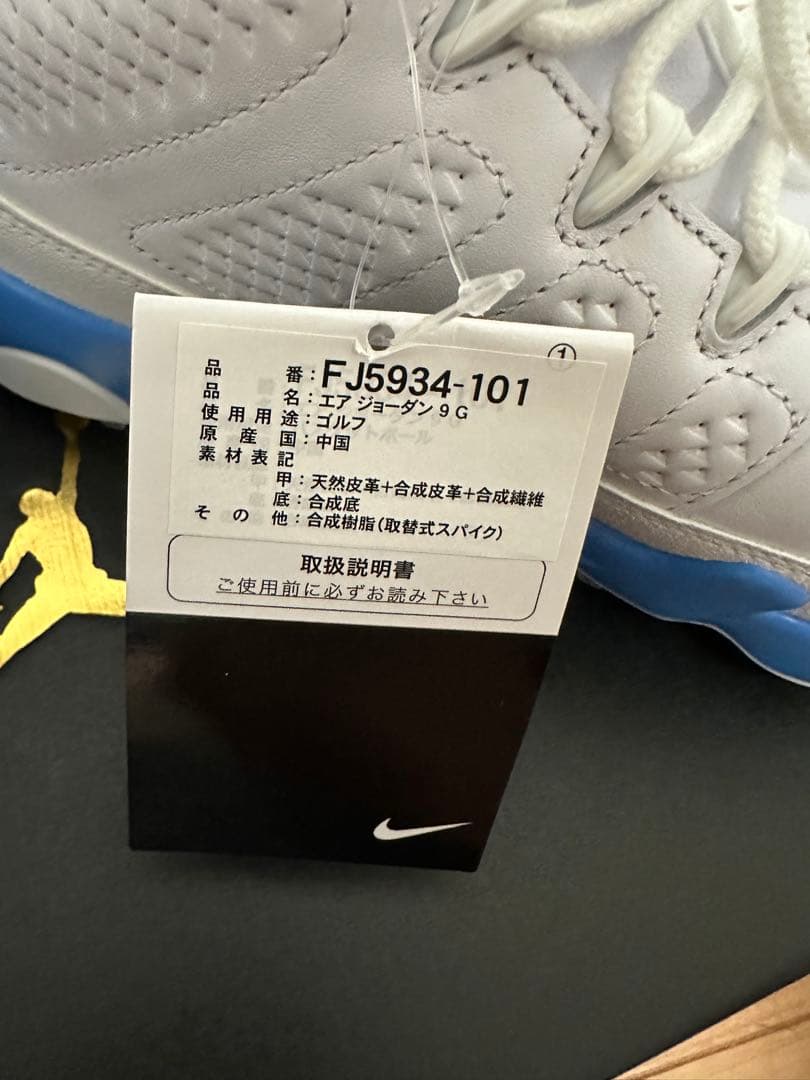 ①
品番：FJ5934-101
品名：エア ジョーダン 9 G
使用用途：ゴルフ
原産国：中国
素材表記
甲：天然皮革+合成皮革+合成繊維
底：合成底
その他：合成樹脂(取替式スパイク)
取扱説明書
ご使用前に必ずお読み下さい